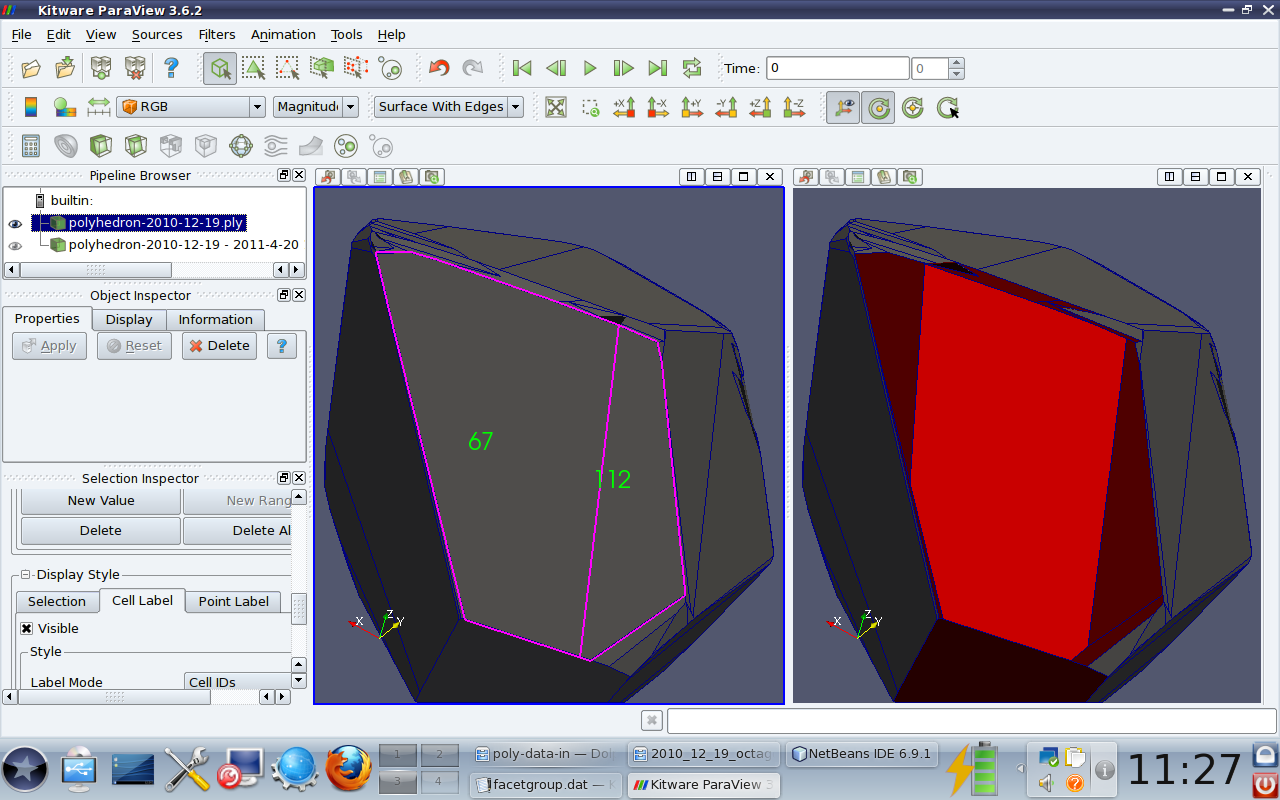 Kitware ParaView 3.6.2
File Edit View Sources Filters Animation Tools Help
Time: 0 0
RGB Magnitud Surface With Edges
+X -X +Y -Y +Z -Z
Pipeline Browser
builtin:
polyhedron-2010-12-19.ply
polyhedron-2010-12-19 - 2011-4-20
Object Inspector
Properties Display Information
Apply Reset Delete ?
Selection Inspector
New Value New Rang
Delete Delete Al
Display Style
Selection Cell Label Point Label
Visible
Style
Label Mode Cell IDs
67
112
X Z Y
X Z Y
1 2
3 4
poly-data-in — Dol
2010_12_19_octag
NetBeans IDE 6.9.1
facetgroup.dat — K
Kitware ParaView 3
11:27